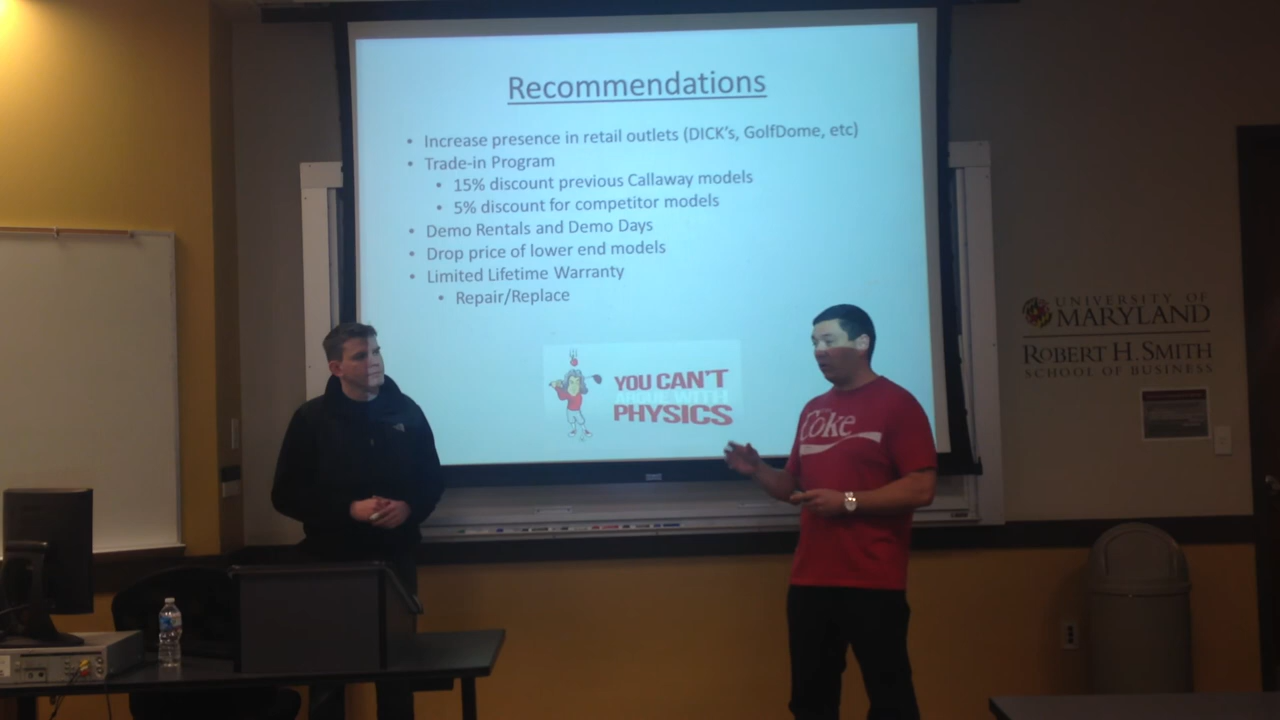 Recommendations
• Increase presence in retail outlets (DICK's, GolfDome, etc)
• Trade-in Program
• 15% discount previous Callaway models
• 5% discount for competitor models
• Demo Rentals and Demo Days
• Drop price of lower end models
• Limited Lifetime Warranty
• Repair/Replace
YOU CAN'T
ARGUE WITH
PHYSICS
Coke
UNIVERSITY OF
MARYLAND
ROBERT H. SMITH
SCHOOL OF BUSINESS